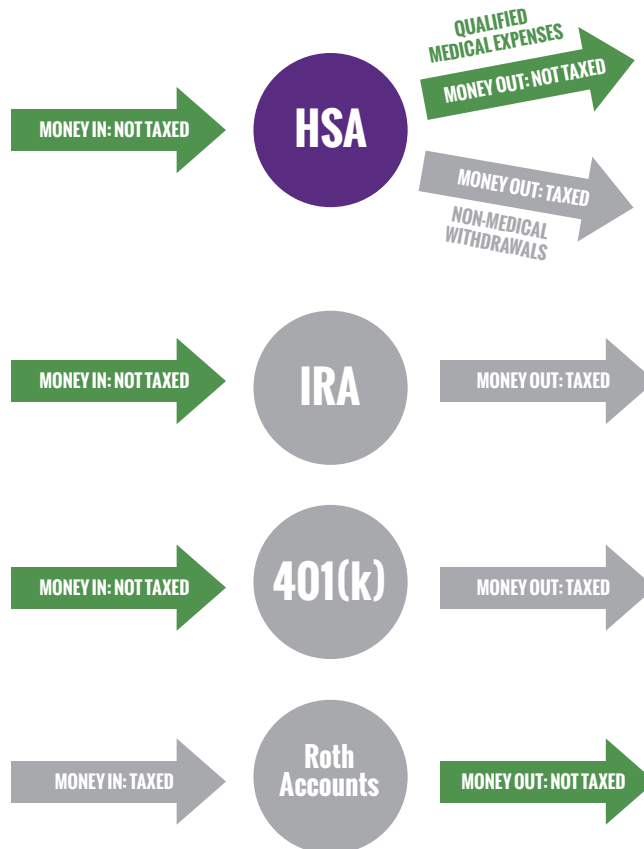 QUALIFIED
MEDICAL EXPENSES
MONEY IN: NOT TAXED
HSA
MONEY OUT: NOT TAXED
MONEY OUT: TAXED
NON-MEDICAL
WITHDRAWALS
MONEY IN: NOT TAXED
IRA
MONEY OUT: TAXED
MONEY IN: NOT TAXED
401(k)
MONEY OUT: TAXED
MONEY IN: TAXED
Roth
Accounts
MONEY OUT: NOT TAXED